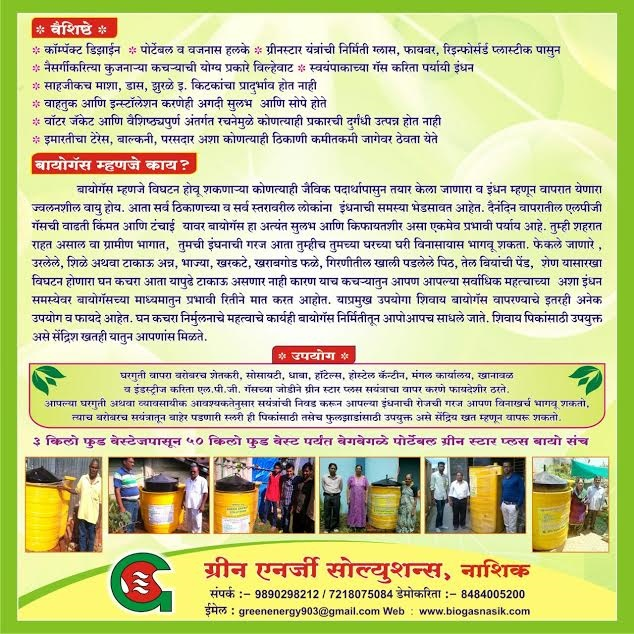 * वैशिष्ठे *
* कॉम्पॅक्ट डिझाईन * पोर्टेबल व वजनास हलके * ग्रीनस्टार यंत्रांची निर्मिती ग्लास, फायबर, रिइन्फोर्सर्ड प्लास्टीक पासुन
* नैसर्गीकरित्या कुजनाऱ्या कचऱ्याची योग्य प्रकारे विल्हेवाट * स्वयंपाकाच्या गॅस करिता पर्यायी इंधन
* साहजीकच माशा, डास, झुरळे इ. किटकांचा प्रादुर्भाव होत नाही
* वाहतुक आणि इन्स्टॉलेशन करणेही अगदी सुलभ आणि सोपे होते
* वॉटर जॅकेट आणि वैशिष्ठ्यपुर्ण अंतर्गत रचनेमुळे कोणत्याही प्रकारची दुर्गंधी उत्पन्न होत नाही
* इमारतीचा टेरेस, बाल्कनी, परसदार अशा कोणत्याही ठिकाणी कमीतकमी जागेवर ठेवता येते
बायोगॅस म्हणजे काय?
बायोगॅस म्हणजे विघटन होवू शकणाऱ्या कोणत्याही जैविक पदार्थापासुन तयार केला जाणारा व इंधन म्हणून वापरात येणारा
ज्वलनशील वायु होय. आता सर्व ठिकाणच्या व सर्व स्तरावरील लोकांना इंधनाची समस्या भेडसावत आहेत. दैनंदिन वापरातील एलपीजी
गॅसची वाढती किंमत आणि टंचाई यावर बायोगॅस हा अत्यंत सुलभ आणि किफायतशीर असा एकमेव प्रभावी पर्याय आहे. तुम्ही शहरात
राहत असाल वा ग्रामीण भागात, तुमची इंधनाची गरज आता तुम्हीच तुमच्या घरच्या घरी विनासायास भागवू शकता. फेकले जाणारे ,
उरलेले, शिळे अथवा टाकाऊ अन्न, भाज्या, खरकटे, खराबगोड फळे, गिरणीतील खाली पडलेले पिठ, तेल बियांची पेंड, शेण यासारखा
विघटन होणारा घन कचरा आता यापुढे टाकाऊ असणार नाही कारण याच कचऱ्यातुन आपण आपल्या सर्वाधिक महत्वाच्या अशा इंधन
समस्येवर बायोगॅसच्या माध्यमातुन प्रभावी रितीने मात करत आहोत. याप्रमुख उपयोगा शिवाय बायोगॅस वापरण्याचे इतरही अनेक
उपयोग व फायदे आहेत. घन कचरा निर्मुलनाचे महत्वाचे कार्यही बायोगॅस निर्मितीतून आपोआपच साधले जाते. शिवाय पिकांसाठी उपयुक्त
असे सेंद्रिश खतही यातुन आपणांस मिळते.
* उपयोग *
घरगुती वापरा बरोबरच शेतकरी, सोसायटी, धाबा, हॉटेल्स, होस्टेल कॅन्टीन, मंगल कार्यालय, खानावळ
व इंडस्ट्रीज करिता एल.पी.जी. गॅसच्या जोडीने ग्रीन स्टार प्लस सयंत्राचा वापर करणे फायदेशीर ठरते.
आपल्या घरगुती अथवा व्यावसायीक आवश्यकतेनुसार सयंत्रांची निवड करून आपल्या इंधनाची रोजची गरज आपण विनाखर्च भागवू शकतो,
त्याच बरोबरच सयंत्रातून बाहेर पडणारी स्लरी ही पिकांसाठी तसेच फुलझाडांसाठी उपयुक्त असे सेंद्रिय खत म्हणून वापरू शकतो.
३ किलो फुड वेस्टेजपासून ५० किलो फुड वेस्ट पर्यंत वेगवेगळे पोर्टेबल ग्रीन स्टार प्लस बायो संच
ग्रीन एनर्जी सोल्युशन्स, नाशिक
संपर्क :- 9890298212 / 7218075084 डेमोकरिता :- 8484005200
ईमेल : greenenergy903@gmail.com Web : www.biogasnasik.com